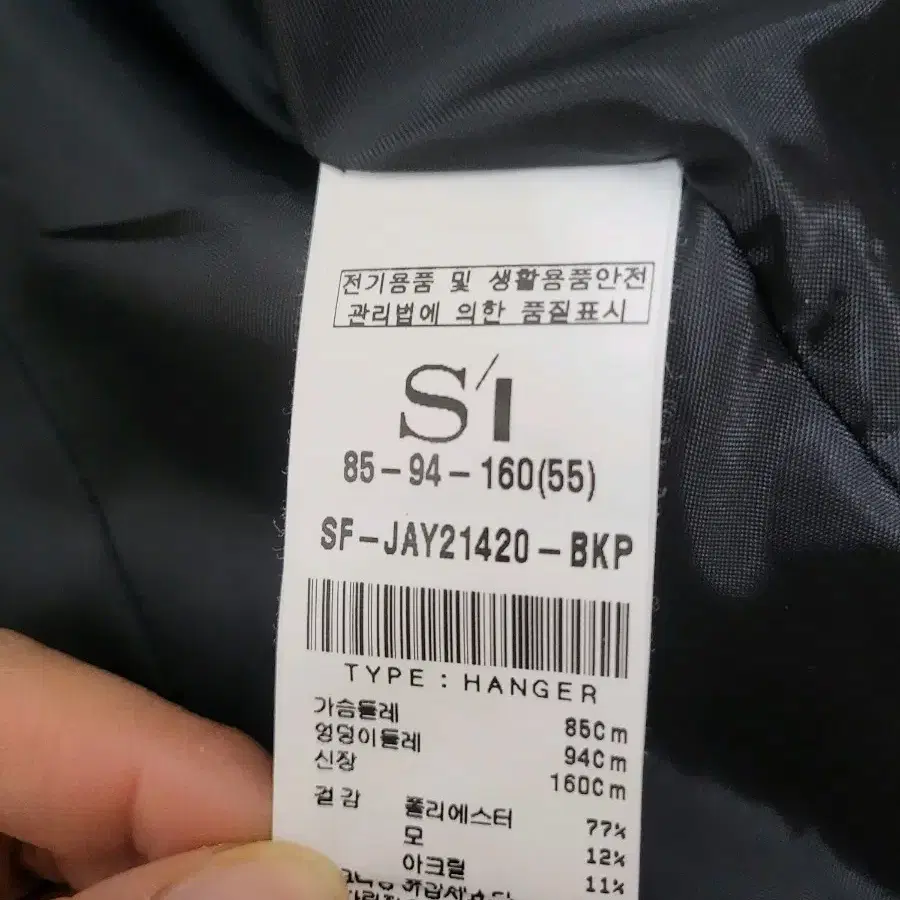 전기용품 및 생활용품안전
관리법에 의한 품질표시
S'I
85-94-160(55)
SF-JAY21420-BKP
TYPE : HANGER
가슴둘레 85Cm
엉덩이둘레 94Cm
신장 160Cm
겉감 폴리에스터 77%
모 12%
아크릴 11%